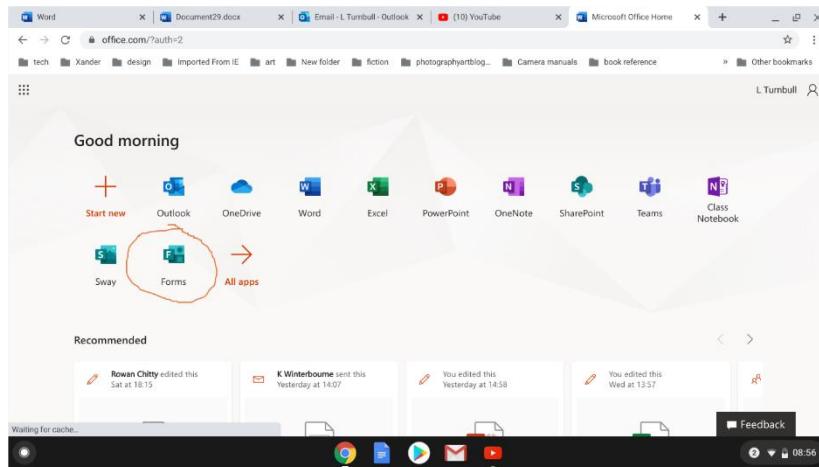 Word
Document29.docx
Email - L Turnbull - Outlook
(10) YouTube
Microsoft Office Home
office.com/?auth=2
tech
Xander
design
Imported From IE
art
New folder
fiction
photographyartblog...
Camera manuals
book reference
»
Other bookmarks
L Turnbull
Good morning
Start new
Outlook
OneDrive
Word
Excel
PowerPoint
OneNote
SharePoint
Teams
Class
Notebook
Sway
Forms
All apps
Recommended
Rowan Chitty edited this
Sat at 18:15
K Winterbourne sent this
Yesterday at 14:07
You edited this
Yesterday at 14:58
You edited this
Wed at 13:57
Waiting for cache...
Feedback
2
08:56